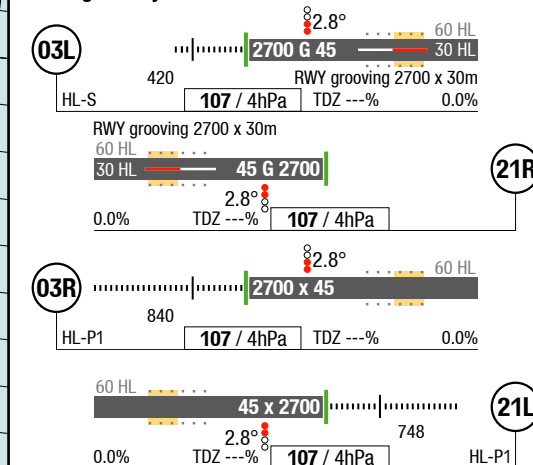 2.8°
60 HL
03L
2700 G 45
30 HL
420
RWY grooving 2700 x 30m
HL-S
107 / 4hPa
TDZ ---%
0.0%
RWY grooving 2700 x 30m
60 HL
30 HL
45 G 2700
21R
2.8°
0.0%
TDZ ---%
107 / 4hPa
2.8°
60 HL
03R
2700 x 45
840
HL-P1
107 / 4hPa
TDZ ---%
0.0%
60 HL
45 x 2700
21L
2.8°
748
0.0%
TDZ ---%
107 / 4hPa
HL-P1